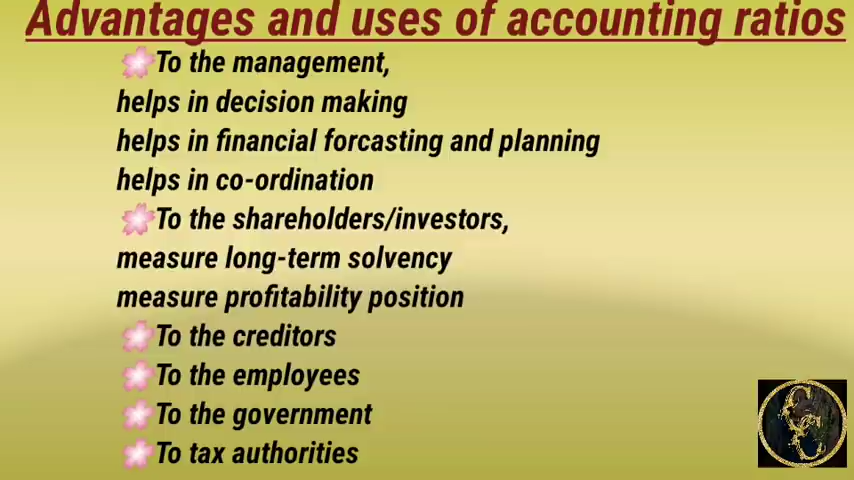 Advantages and uses of accounting ratios
🌸To the management,
helps in decision making
helps in financial forcasting and planning
helps in co-ordination
🌸To the shareholders/investors,
measure long-term solvency
measure profitability position
🌸To the creditors
🌸To the employees
🌸To the government
🌸To tax authorities